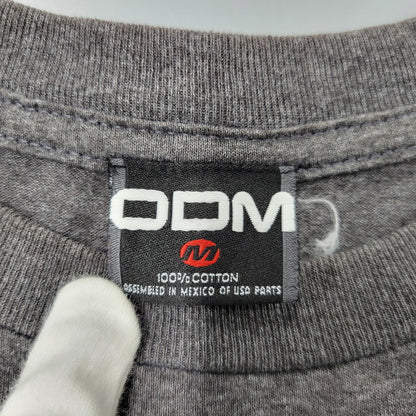 ODM
M
100% COTTON
ASSEMBLED IN MEXICO OF USA PARTS